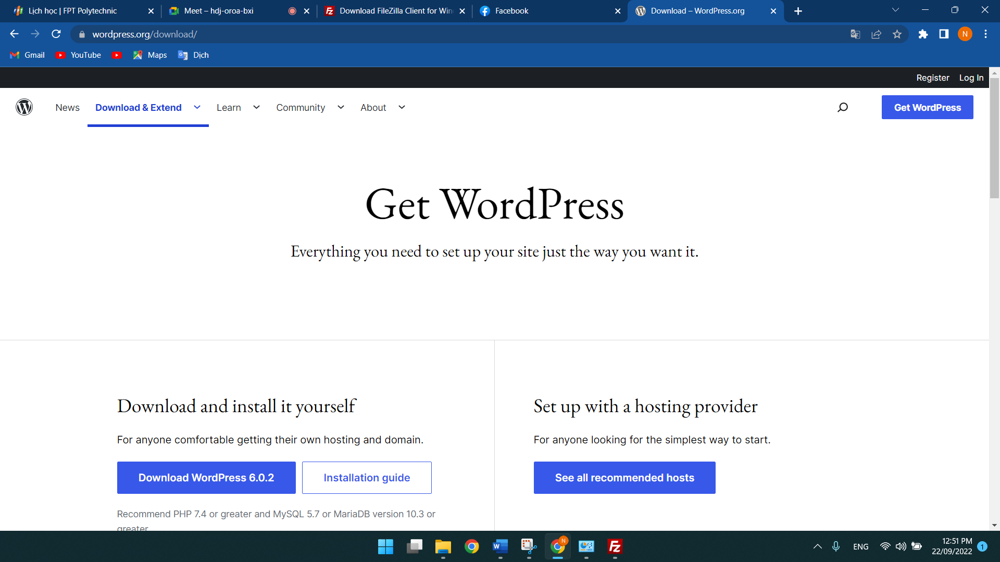 Lịch học | FPT Polytechnic
Meet – hdj-oroa-bxi
Download FileZilla Client for Win
Facebook
Download – WordPress.org
wordpress.org/download/
N
Gmail
YouTube
Maps
Dịch
Register
Log In
News
Download & Extend
Learn
Community
About
Get WordPress
Get WordPress
Everything you need to set up your site just the way you want it.
Download and install it yourself
For anyone comfortable getting their own hosting and domain.
Download WordPress 6.0.2
Installation guide
Recommend PHP 7.4 or greater and MySQL 5.7 or MariaDB version 10.3 or
greater
Set up with a hosting provider
For anyone looking for the simplest way to start.
See all recommended hosts
ENG
12:51 PM
22/09/2022
1